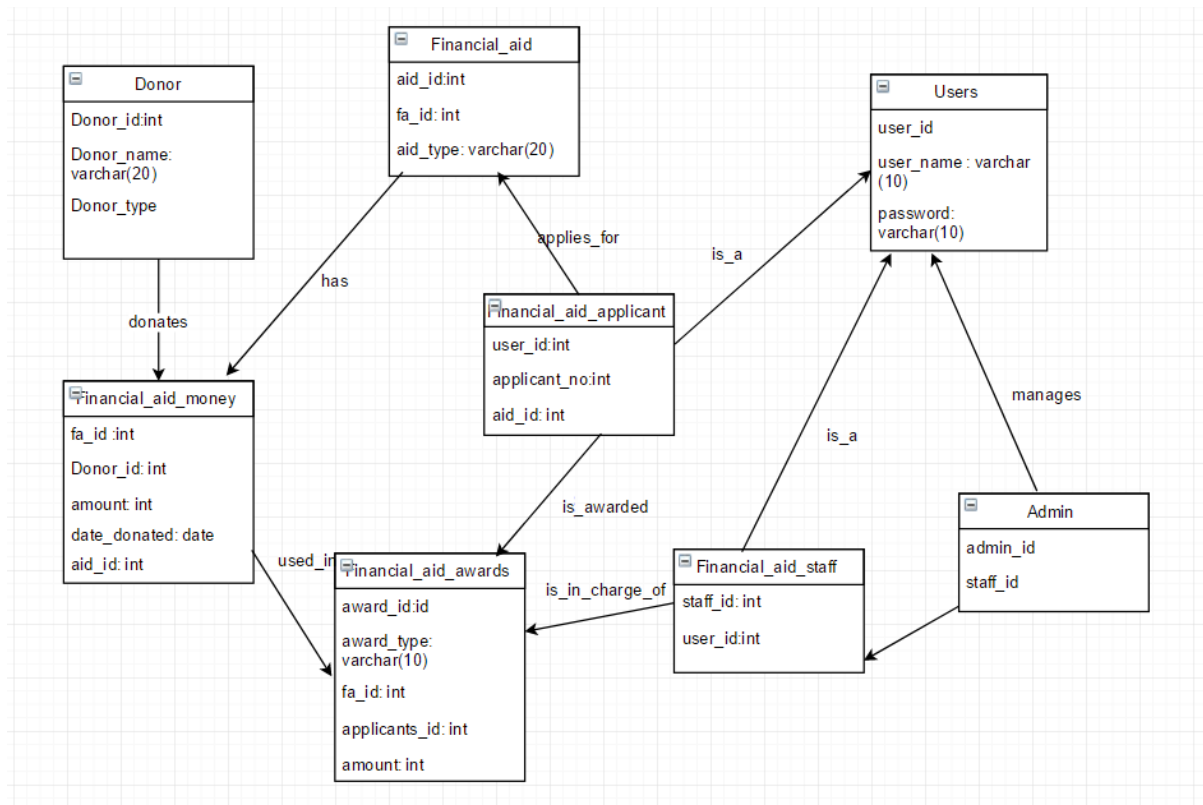 Financial_aid
aid_id:int
fa_id: int
aid_type: varchar(20)
Donor
Donor_id:int
Donor_name:
varchar(20)
Donor_type
Users
user_id
user_name : varchar
(10)
password:
varchar(10)
applies_for
is_a
has
donates
Financial_aid_applicant
user_id:int
applicant_no:int
aid_id: int
Financial_aid_money
fa_id :int
Donor_id: int
amount: int
date_donated: date
aid_id: int
manages
is_a
is_awarded
used_in
Financial_aid_awards
award_id:id
award_type:
varchar(10)
fa_id: int
applicants_id: int
amount: int
is_in_charge_of
Financial_aid_staff
staff_id: int
user_id:int
Admin
admin_id
staff_id